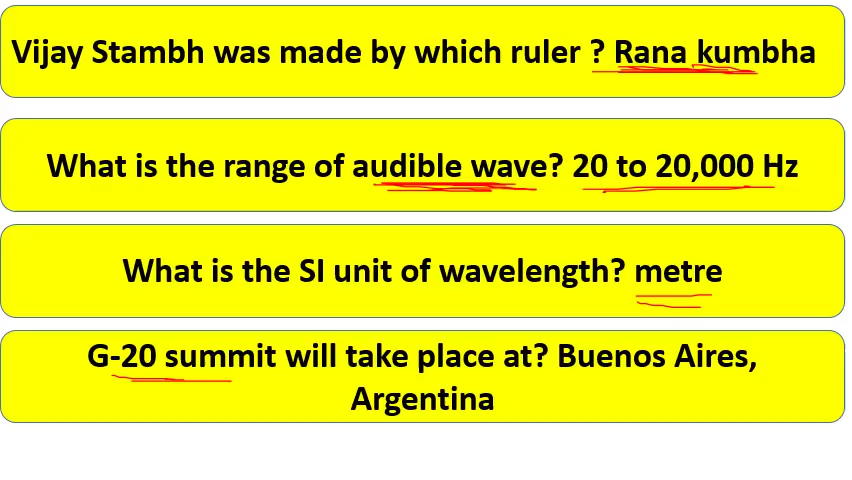 Vijay Stambh was made by which ruler ? Rana kumbha
What is the range of audible wave? 20 to 20,000 Hz
What is the SI unit of wavelength? metre
G-20 summit will take place at? Buenos Aires,
Argentina